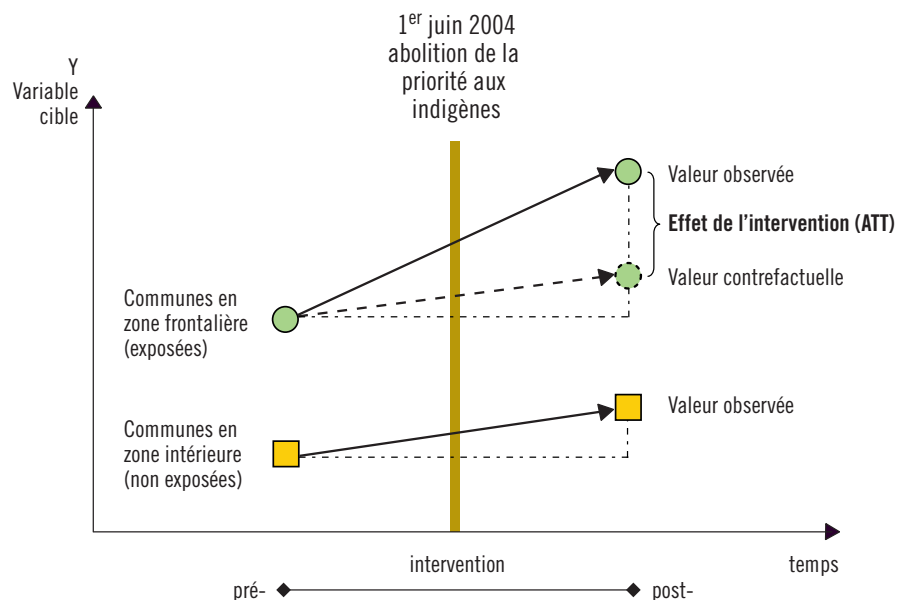 1er juin 2004
abolition de la
priorité aux
indigènes
Y
Variable
cible
Valeur observée
Effet de l’intervention (ATT)
Valeur contrefactuelle
Communes en
zone frontalière
(exposées)
Valeur observée
Communes en
zone intérieure
(non exposées)
intervention
temps
pré-
post-